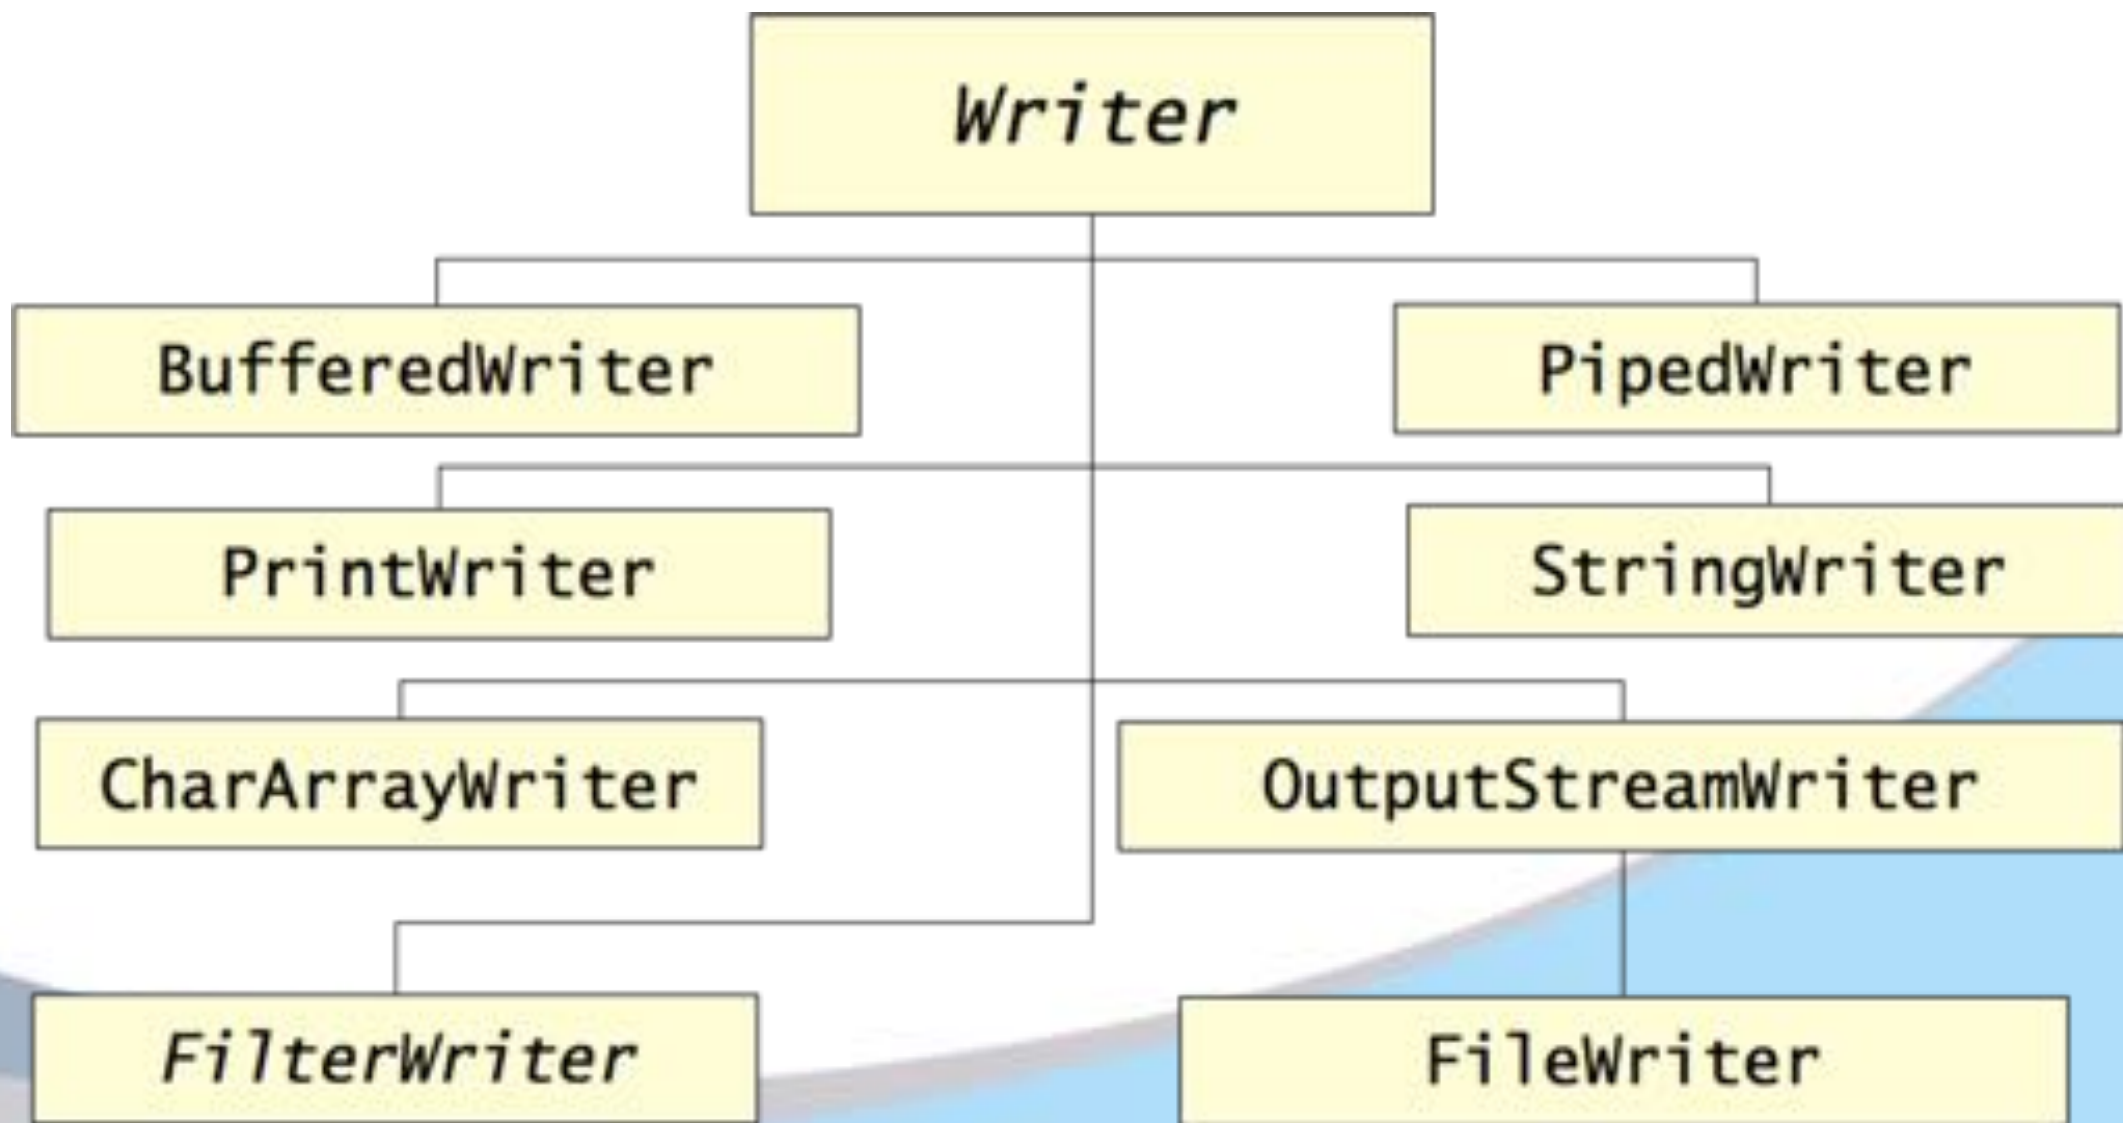 Writer
BufferedWriter
PipedWriter
PrintWriter
StringWriter
CharArrayWriter
OutputStreamWriter
FilterWriter
FileWriter